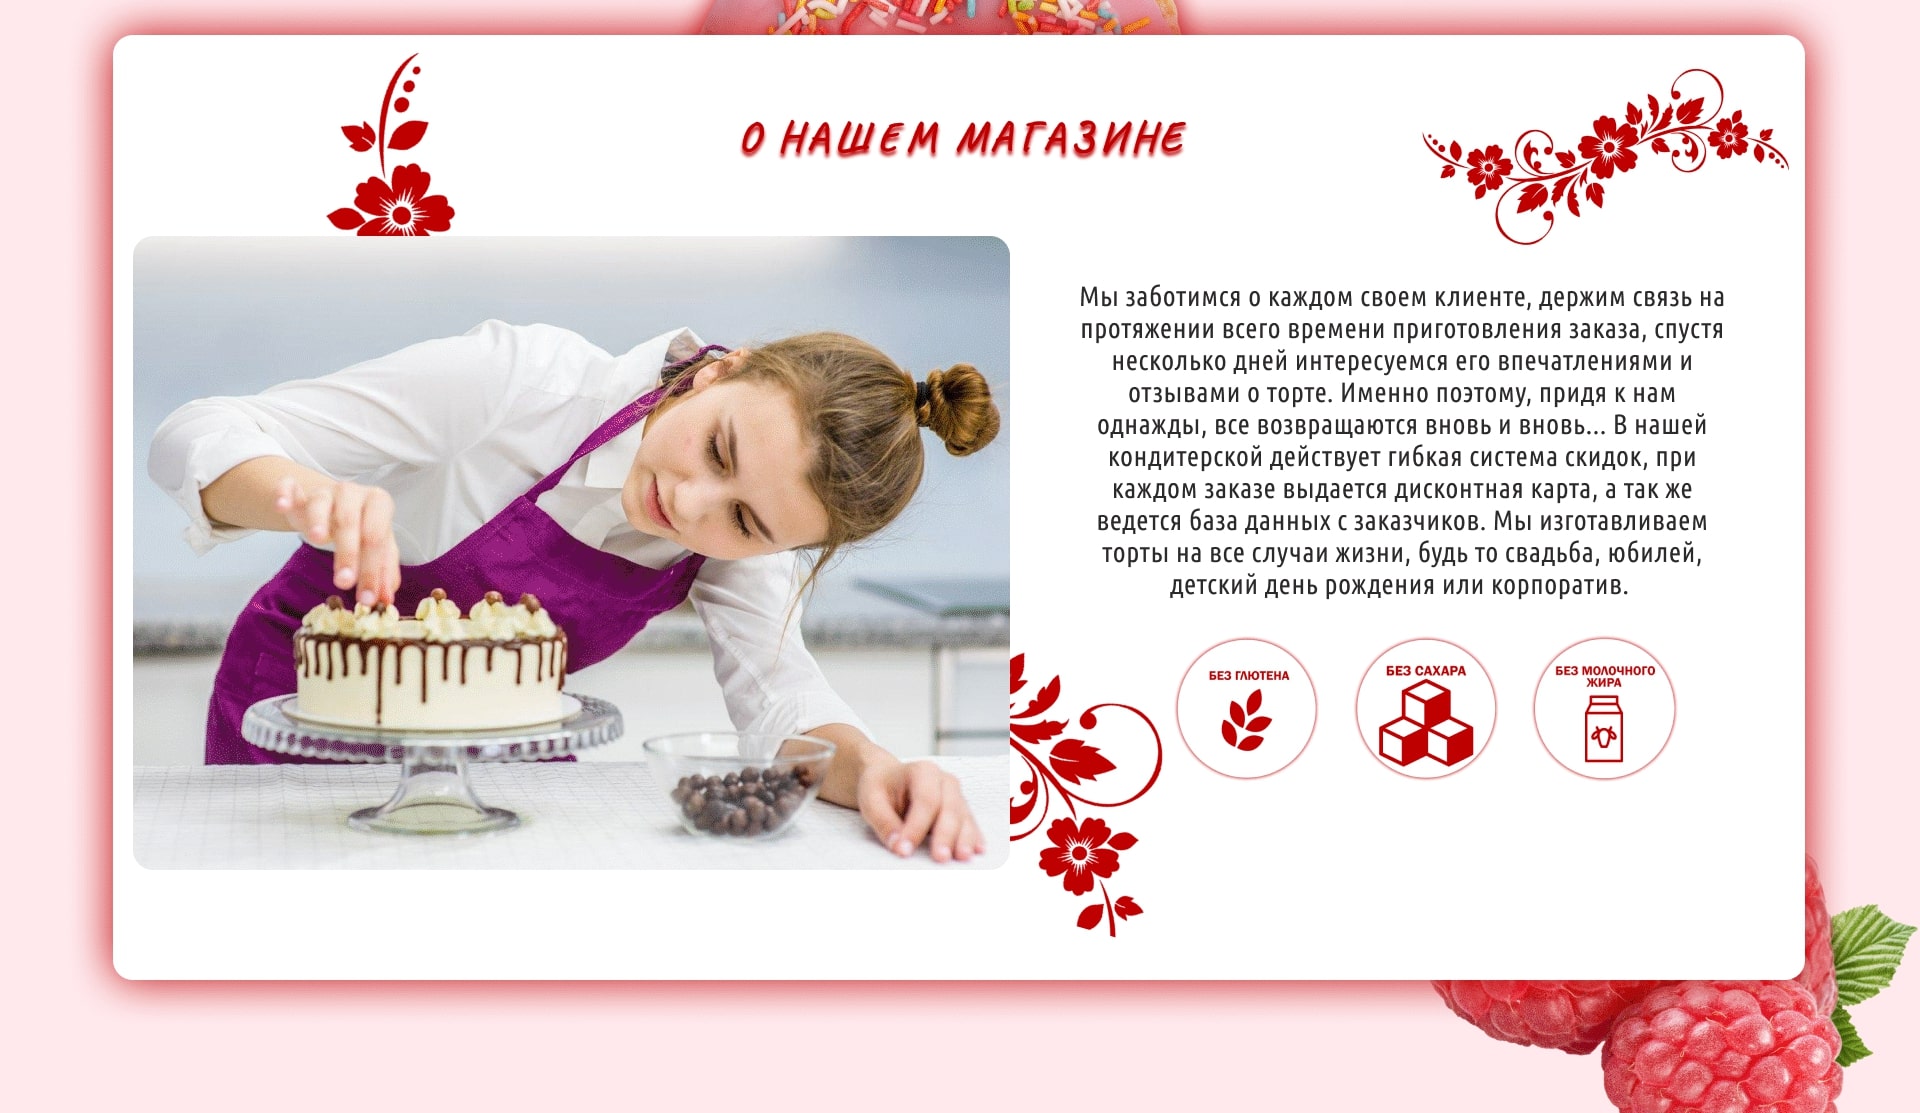 О НАШЕМ МАГАЗИНЕ
Мы заботимся о каждом своем клиенте, держим связь на
протяжении всего времени приготовления заказа, спустя
несколько дней интересуемся его впечатлениями и
отзывами о торте. Именно поэтому, придя к нам
однажды, все возвращаются вновь и вновь... В нашей
кондитерской действует гибкая система скидок, при
каждом заказе выдается дисконтная карта, а так же
ведется база данных с заказчиков. Мы изготавливаем
торты на все случаи жизни, будь то свадьба, юбилей,
детский день рождения или корпоратив.
БЕЗ ГЛЮТЕНА
БЕЗ САХАРА
БЕЗ МОЛОЧНОГО
ЖИРА